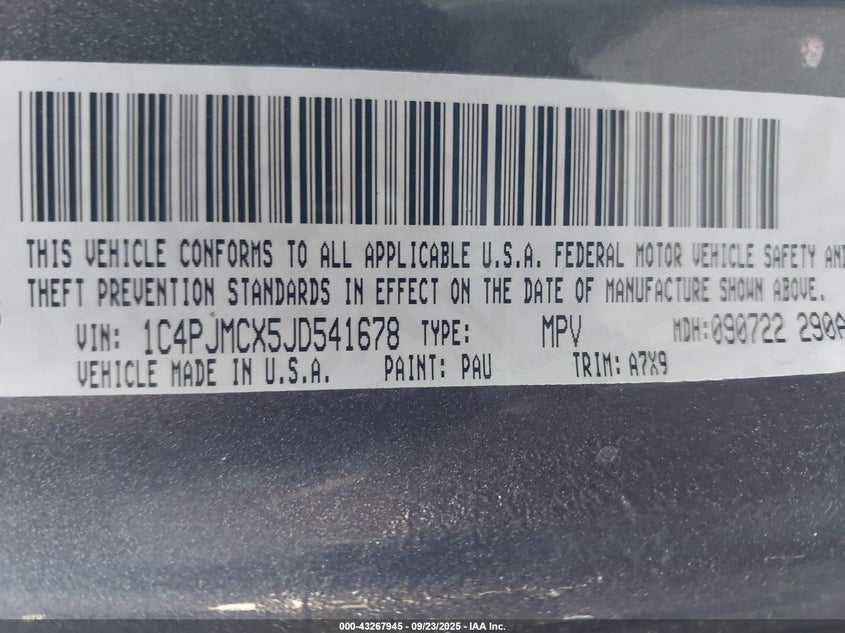 THIS VEHICLE CONFORMS TO ALL APPLICABLE U.S.A. FEDERAL MOTOR VEHICLE SAFETY AND
THEFT PREVENTION STANDARDS IN EFFECT ON THE DATE OF MANUFACTURE SHOWN ABOVE.
VIN: 1C4PJMCX5JD541678 TYPE: MPV MDH:090722 290A
VEHICLE MADE IN U.S.A. PAINT: PAU TRIM: A7X9
000-43267945 - 09/23/2025 - IAA Inc.